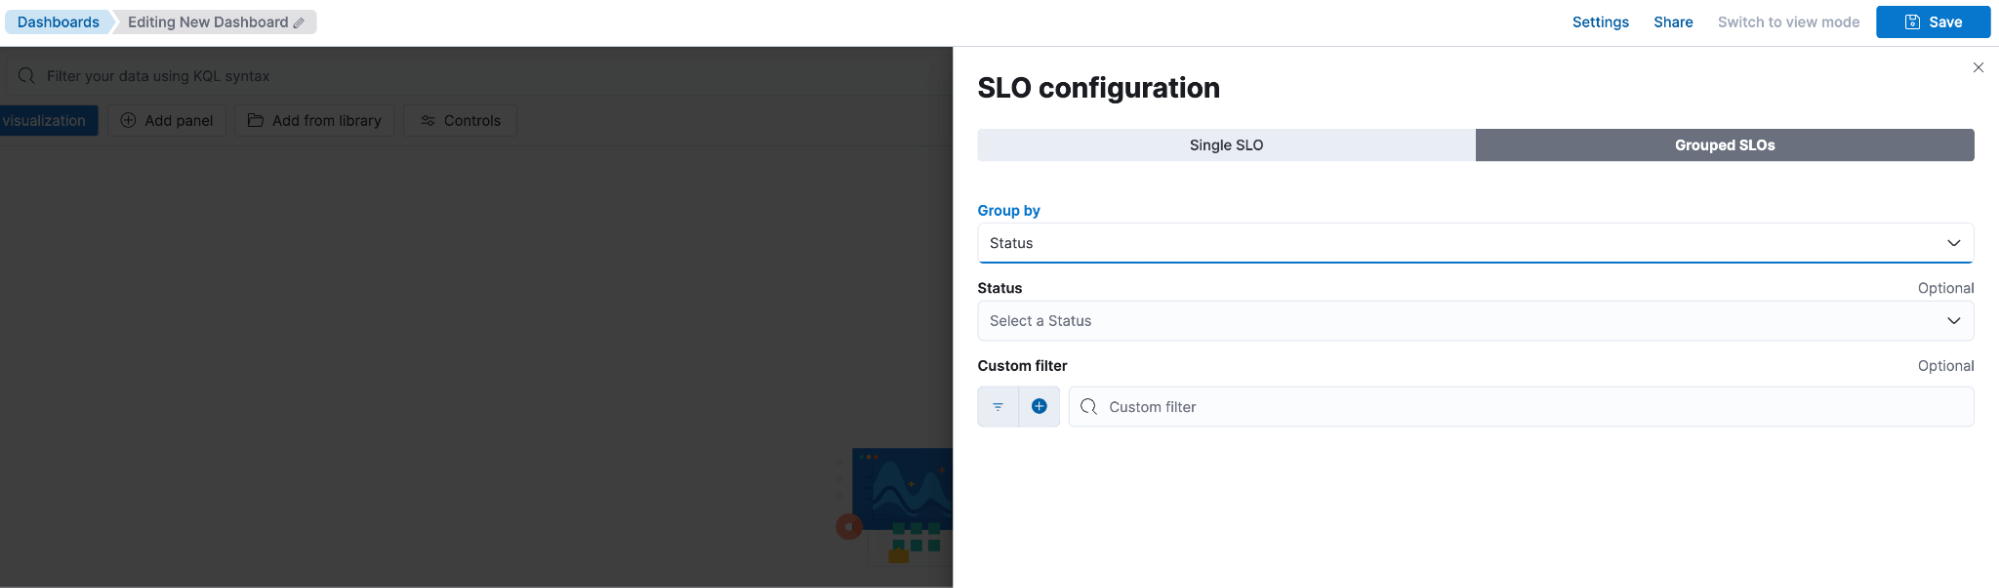 Dashboards Editing New Dashboard Settings Share Switch to view mode Save
Filter your data using KQL syntax
visualization Add panel Add from library Controls
SLO configuration
Single SLO Grouped SLOs
Group by
Status
Status Optional
Select a Status
Custom filter Optional
Custom filter